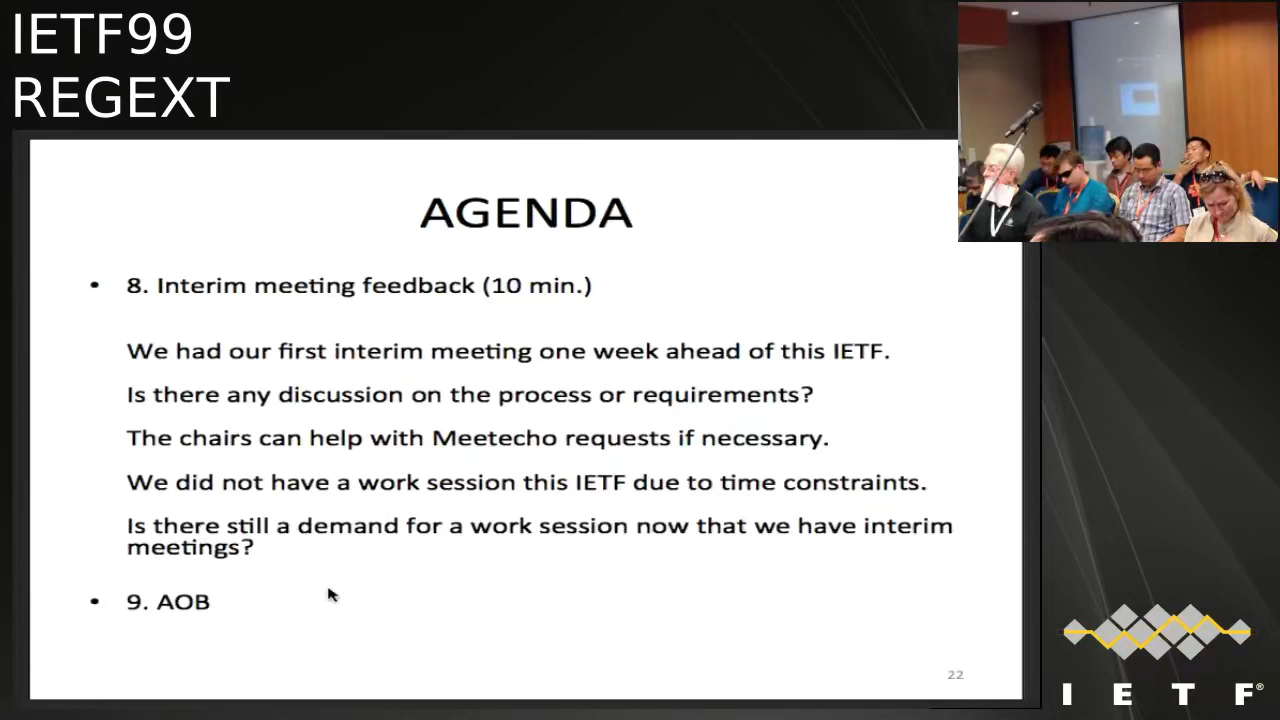 IETF99
REGEXT
AGENDA
• 8. Interim meeting feedback (10 min.)
We had our first interim meeting one week ahead of this IETF.
Is there any discussion on the process or requirements?
The chairs can help with Meetecho requests if necessary.
We did not have a work session this IETF due to time constraints.
Is there still a demand for a work session now that we have interim
meetings?
• 9. AOB
22
I E T F®